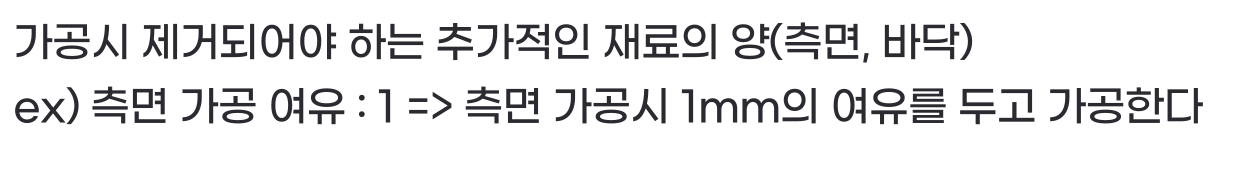 가공시 제거되어야 하는 추가적인 재료의 양(측면, 바닥)
ex) 측면 가공 여유 : 1 => 측면 가공시 1mm의 여유를 두고 가공한다